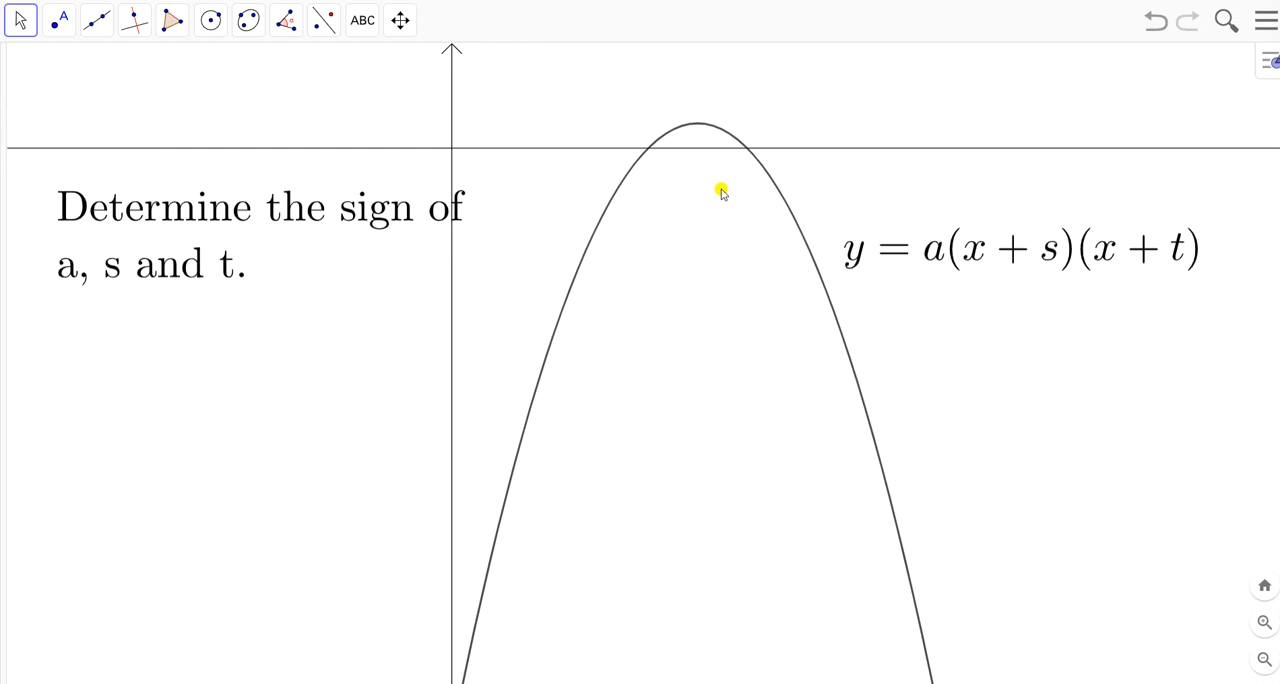 A
ABC
Determine the sign of
a, s and t.
y = a(x + s)(x + t)